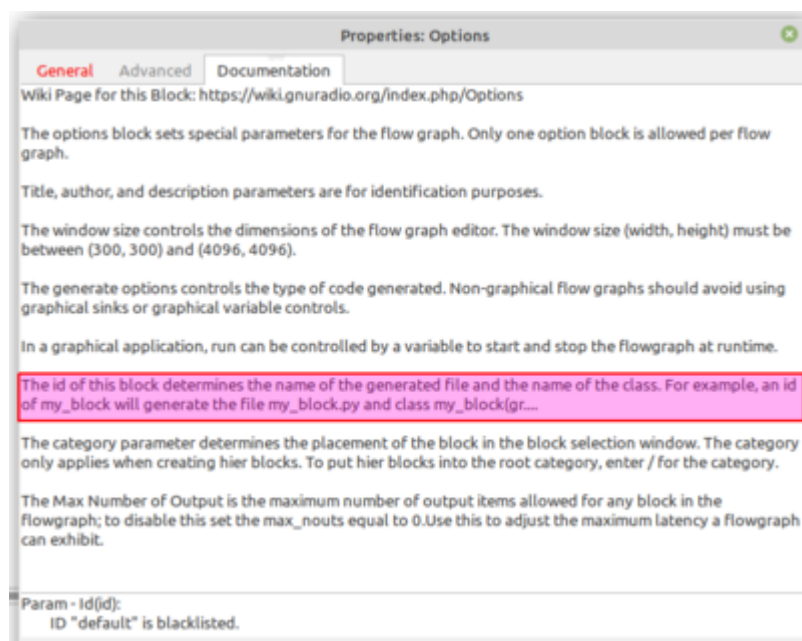 Properties: Options
General Advanced Documentation
Wiki Page for this Block: https://wiki.gnuradio.org/index.php/Options
The options block sets special parameters for the flow graph. Only one option block is allowed per flow
graph.
Title, author, and description parameters are for identification purposes.
The window size controls the dimensions of the flow graph editor. The window size (width, height) must be
between (300, 300) and (4096, 4096).
The generate options controls the type of code generated. Non-graphical flow graphs should avoid using
graphical sinks or graphical variable controls.
In a graphical application, run can be controlled by a variable to start and stop the flowgraph at runtime.
The id of this block determines the name of the generated file and the name of the class. For example, an id
of my_block will generate the file my_block.py and class my_block(gr....
The category parameter determines the placement of the block in the block selection window. The category
only applies when creating hier blocks. To put hier blocks into the root category, enter / for the category.
The Max Number of Output is the maximum number of output items allowed for any block in the
flowgraph; to disable this set the max_nouts equal to 0.Use this to adjust the maximum latency a flowgraph
can exhibit.
Param - Id(id):
ID "default" is blacklisted.